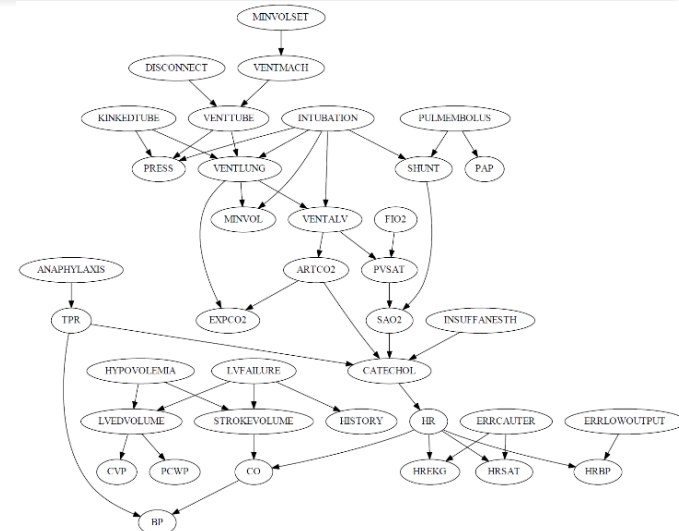 MINVOLSET
DISCONNECT VENTMACH
KINKEDTUBE VENTTUBE INTUBATION PULMEMBOLUS
PRESS VENTLUNG SHUNT PAP
MINVOL VENTALV FIO2
ANAPHYLAXIS ARTCO2 PVSAT
TPR EXPCO2 SAO2 INSUFFANESTH
HYPOVOLEMIA LVFAILURE CATECHOL
LVEDVOLUME STROKEVOLUME HISTORY HR ERRCAUTER ERRLOWOUTPUT
CVP PCWP CO HREKG HRSAT HRBP
BP